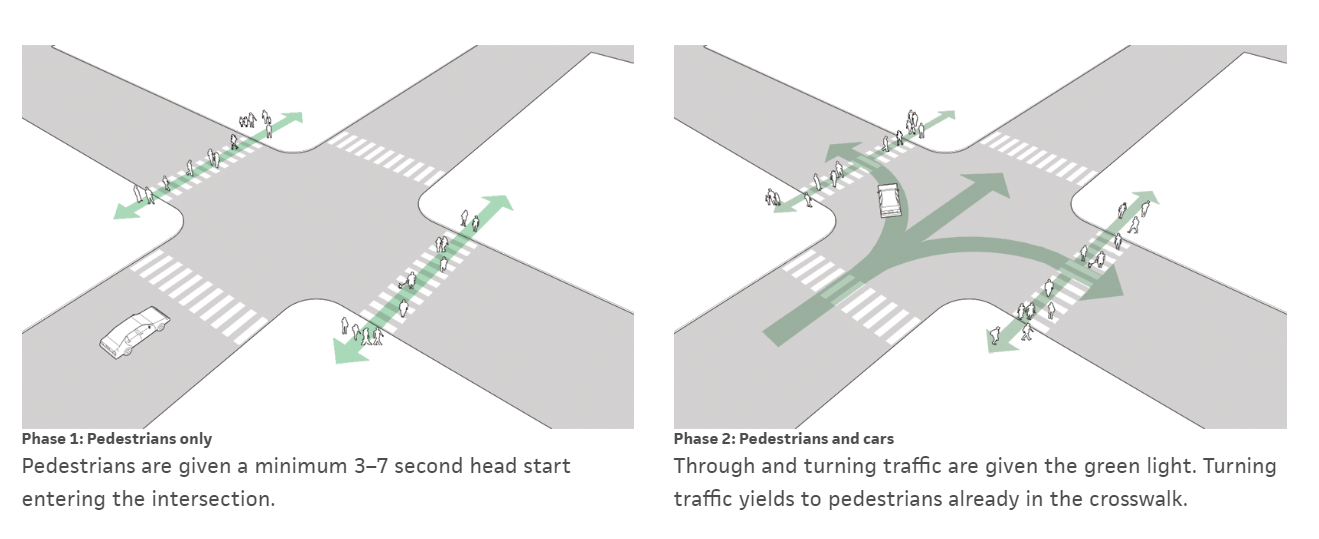 Phase 1: Pedestrians only
Pedestrians are given a minimum 3–7 second head start
entering the intersection.
Phase 2: Pedestrians and cars
Through and turning traffic are given the green light. Turning
traffic yields to pedestrians already in the crosswalk.